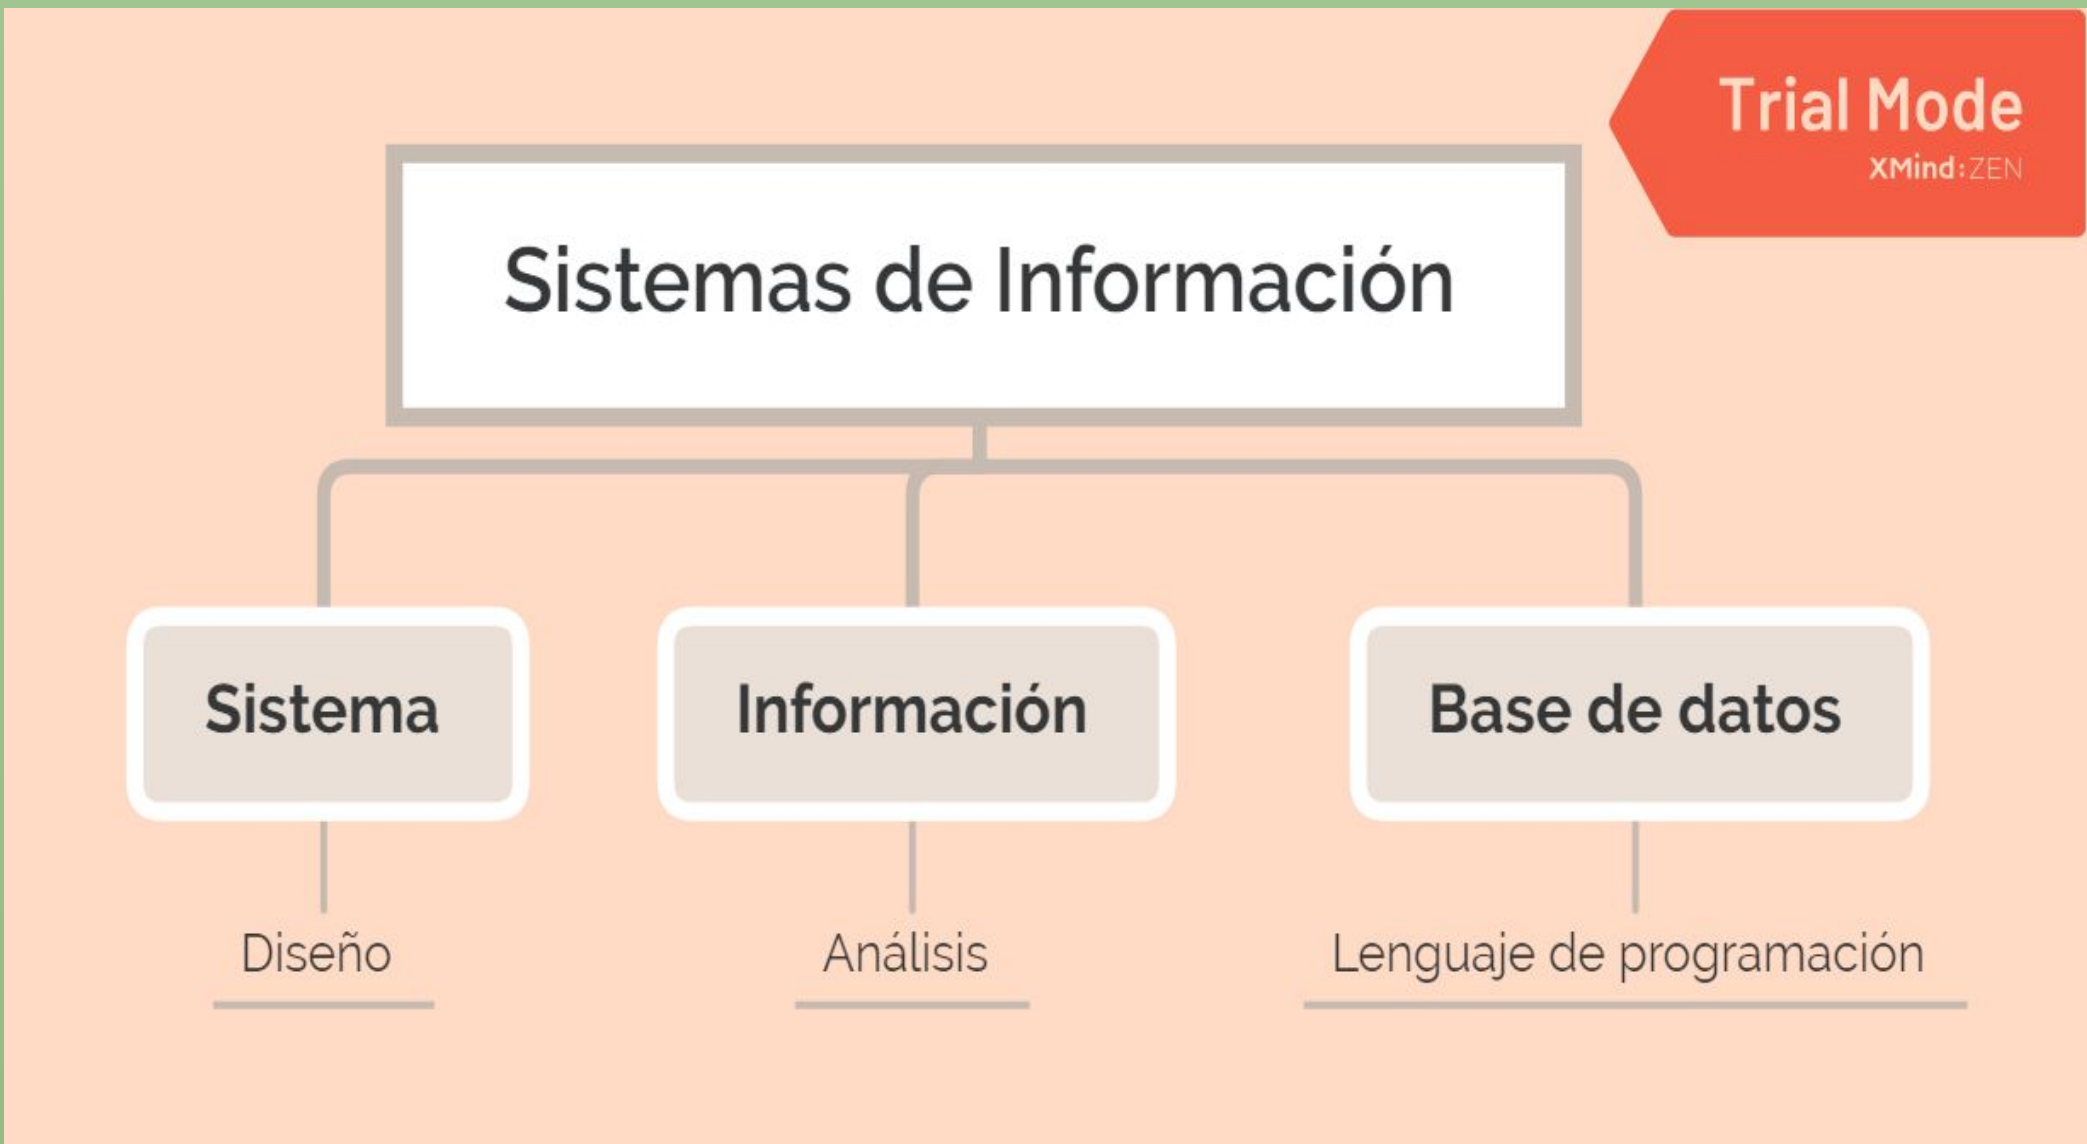 Trial Mode
XMind:ZEN
Sistemas de Información
Sistema
Información
Base de datos
Diseño
Análisis
Lenguaje de programación